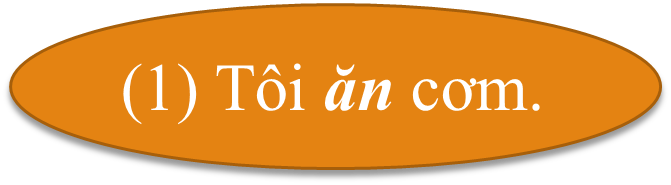 (1) Tôi ăn cơm.